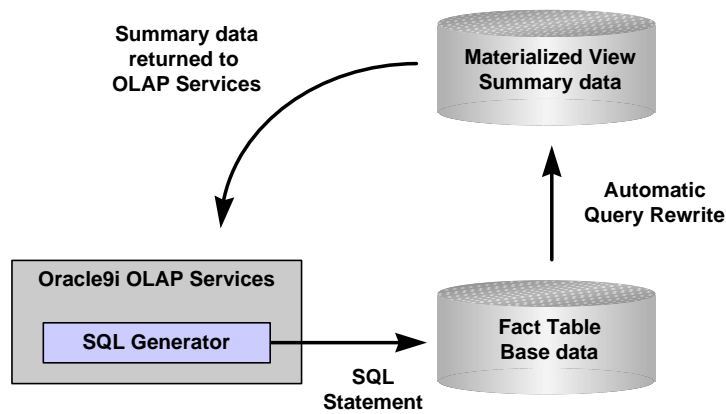 Summary data
returned to
OLAP Services
Materialized View
Summary data
Automatic
Query Rewrite
Oracle9i OLAP Services
SQL Generator
SQL
Statement
Fact Table
Base data